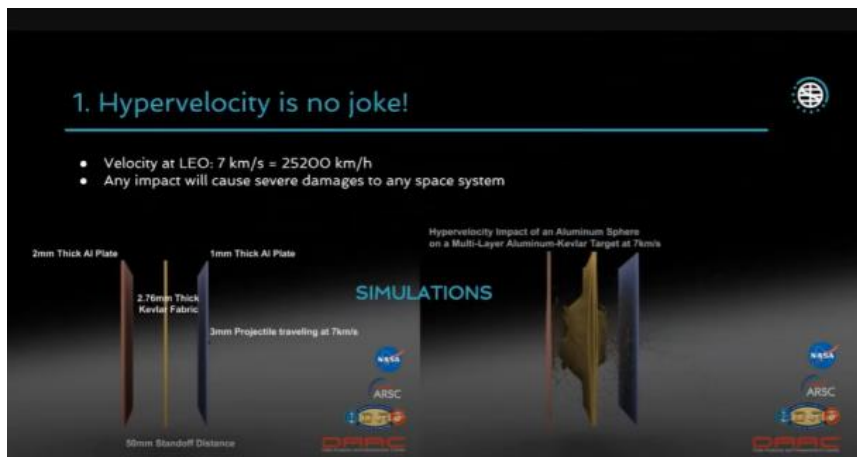 1. Hypervelocity is no joke!
● Velocity at LEO: 7 km/s = 25200 km/h
● Any impact will cause severe damages to any space system
2mm Thick Al Plate
1mm Thick Al Plate
2.76mm Thick
Kevlar Fabric
3mm Projectile traveling at 7km/s
50mm Standoff Distance
SIMULATIONS
Hypervelocity Impact of an Aluminum Sphere
on a Multi-Layer Aluminum-Kevlar Target at 7km/s
NASA
ARSC
NASA
ARSC